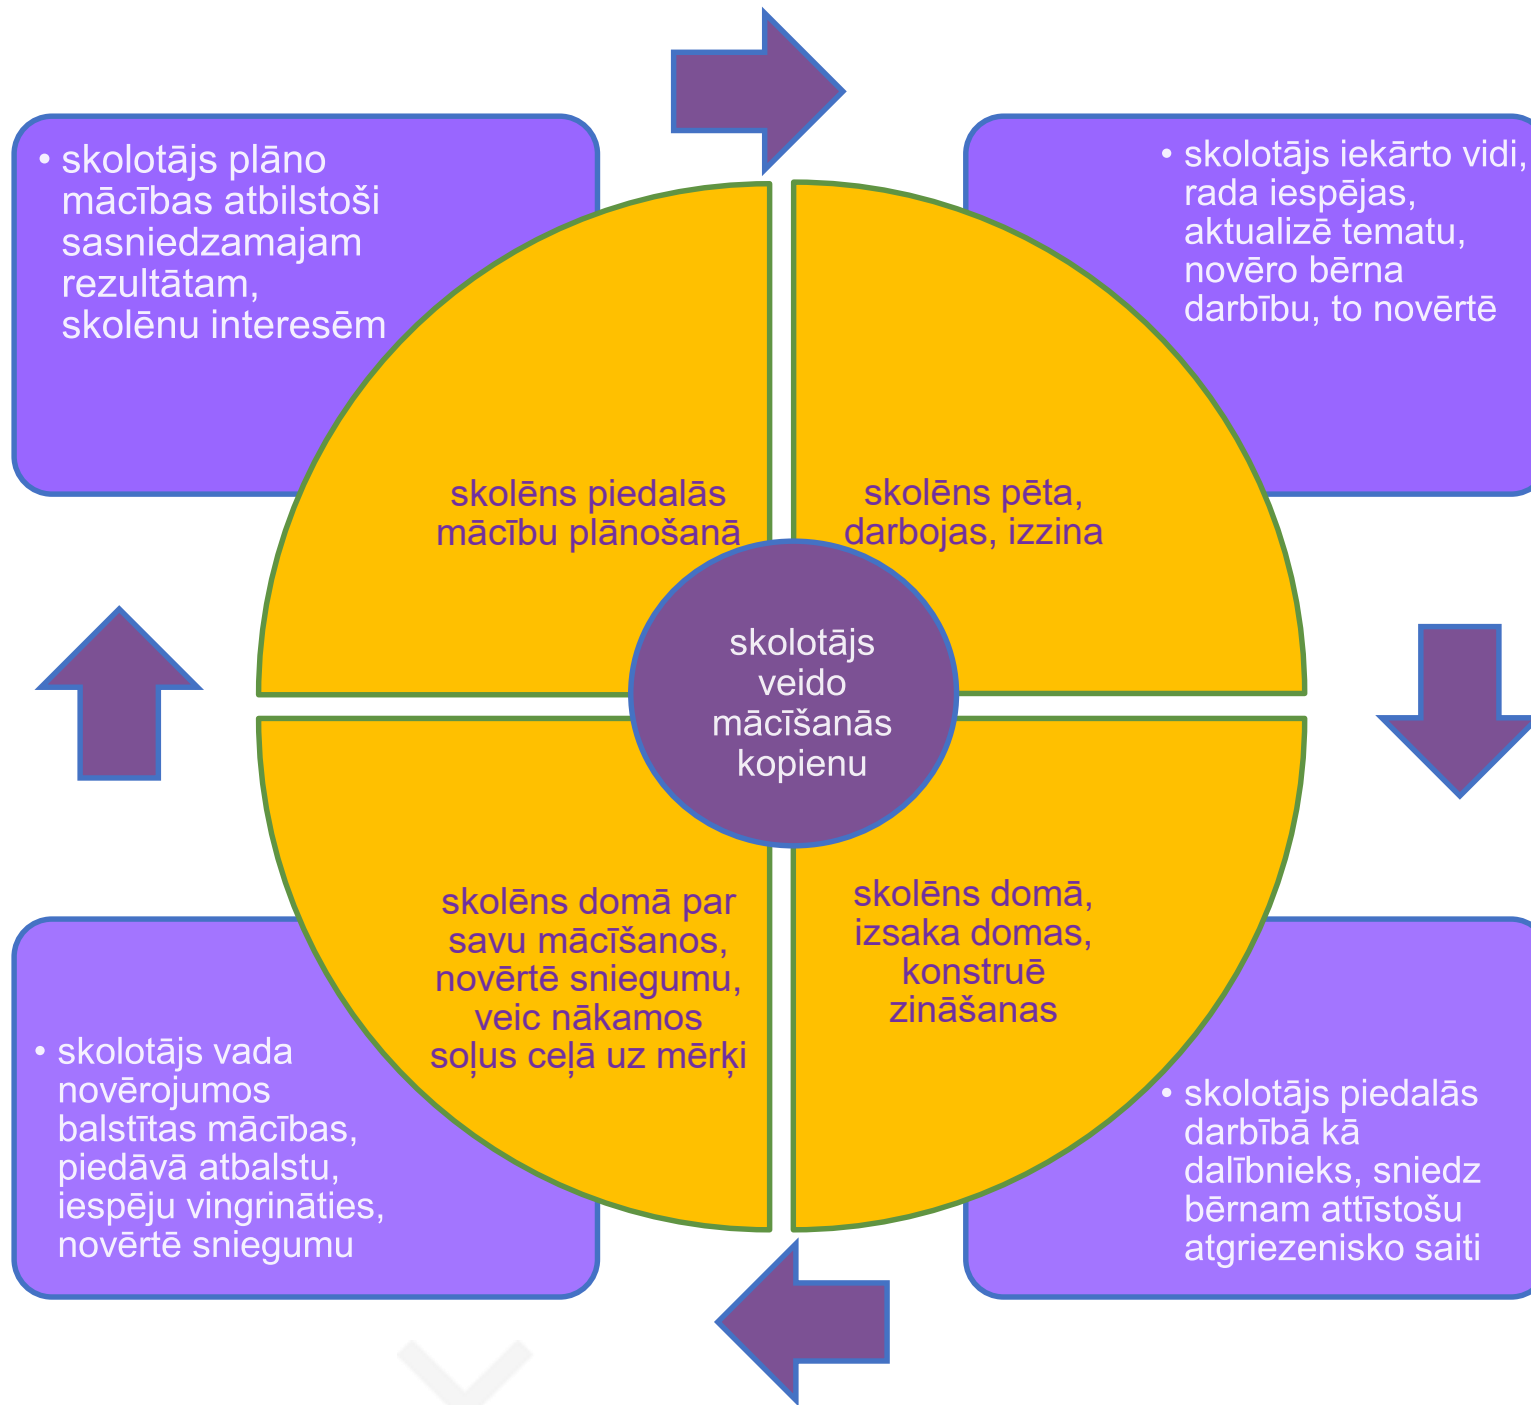 • skolotājs plāno
mācības atbilstoši
sasniedzamajam
rezultātam,
skolēnu interesēm
• skolotājs iekārto vidi,
rada iespējas,
aktualizē tematu,
novēro bērna
darbību, to novērtē
skolēns piedalās
mācību plānošanā
skolēns pēta,
darbojas, izzina
skolotājs
veido
mācīšanās
kopienu
skolēns domā par
savu mācīšanos,
novērtē sniegumu,
veic nākamos
soļus ceļā uz mērķi
skolēns domā,
izsaka domas,
konstruē
zināšanas
• skolotājs vada
novērojumos
balstītas mācības,
piedāvā atbalstu,
iespēju vingrināties,
novērtē sniegumu
• skolotājs piedalās
darbībā kā
dalībnieks, sniedz
bērnam attīstošu
atgriezenisko saiti